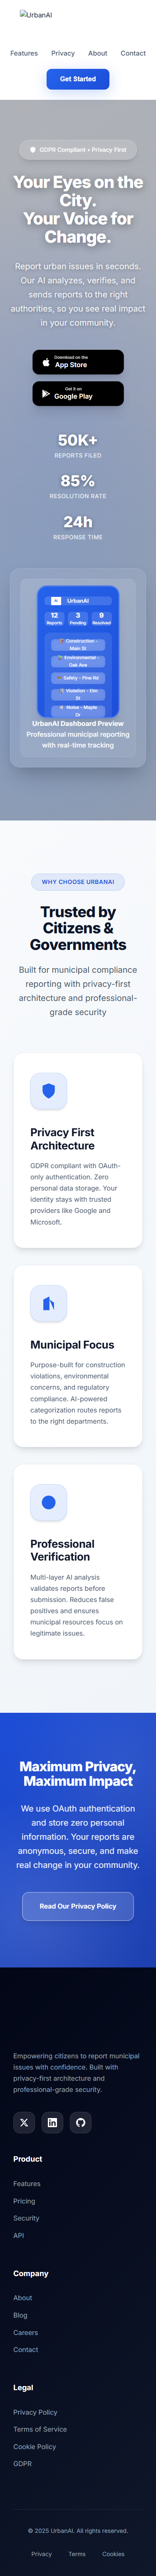 UrbanAI
Features
Privacy
About
Contact
Get Started
GDPR Compliant • Privacy First
Your Eyes on the
City.
Your Voice for
Change.
Report urban issues in seconds.
Our AI analyzes, verifies, and
sends reports to the right
authorities, so you see real impact
in your community.
Download on the
App Store
Get it on
Google Play
50K+
REPORTS FILED
85%
RESOLUTION RATE
24h
RESPONSE TIME
UrbanAI
12
Reports
3
Pending
9
Resolved
Construction -
Main St
Environmental -
Oak Ave
Safety - Pine Rd
Violation - Elm
St
Noise - Maple
Dr
UrbanAI Dashboard Preview
Professional municipal reporting
with real-time tracking
WHY CHOOSE URBANAI
Trusted by
Citizens &
Governments
Built for municipal compliance
reporting with privacy-first
architecture and professional-
grade security
Privacy First
Architecture
GDPR compliant with OAuth-
only authentication. Zero
personal data storage. Your
identity stays with trusted
providers like Google and
Microsoft.
Municipal Focus
Purpose-built for construction
violations, environmental
concerns, and regulatory
compliance. AI-powered
categorization routes reports
to the right departments.
Professional
Verification
Multi-layer AI analysis
validates reports before
submission. Reduces false
positives and ensures
municipal resources focus on
legitimate issues.
Maximum Privacy,
Maximum Impact
We use OAuth authentication
and store zero personal
information. Your reports are
anonymous, secure, and make
real change in your community.
Read Our Privacy Policy
Empowering citizens to report municipal
issues with confidence. Built with
privacy-first architecture and
professional-grade security.
Product
Features
Pricing
Security
API
Company
About
Blog
Careers
Contact
Legal
Privacy Policy
Terms of Service
Cookie Policy
GDPR
© 2025 UrbanAI. All rights reserved.
Privacy
Terms
Cookies